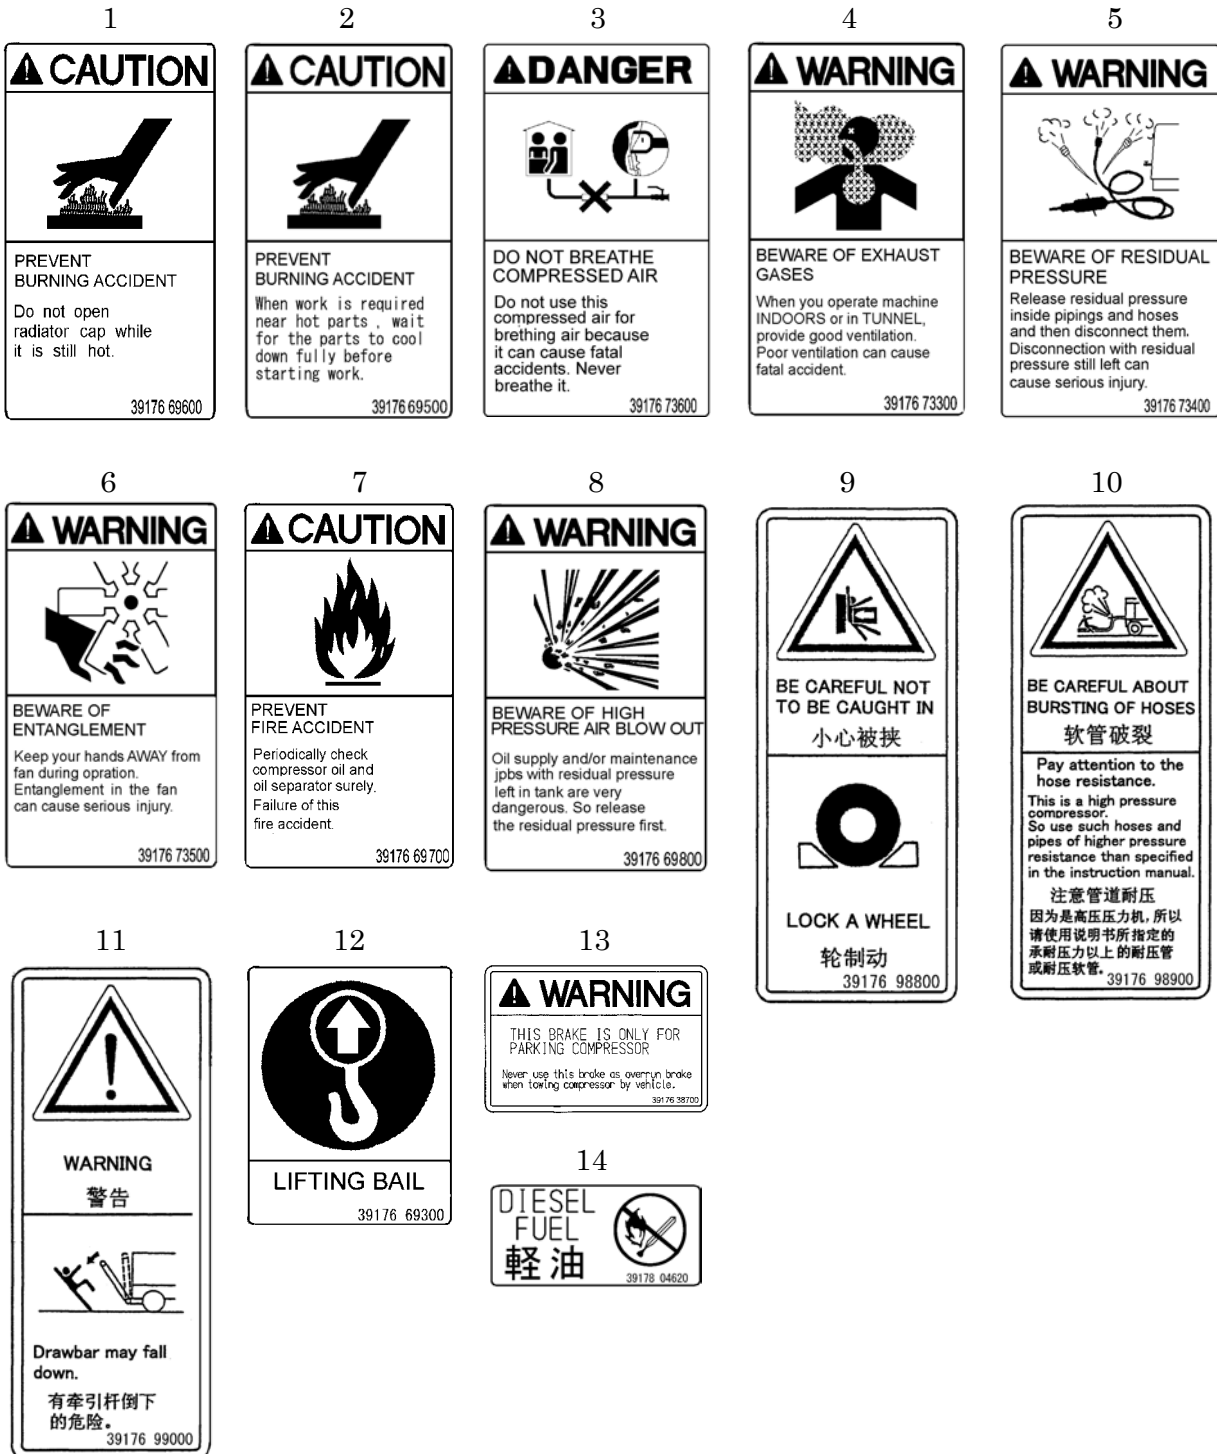 1
CAUTION
PREVENT
BURNING ACCIDENT
Do not open
radiator cap while
it is still hot.
39176 69600
2
CAUTION
PREVENT
BURNING ACCIDENT
When work is required
near hot parts , wait
for the parts to cool
down fully before
starting work.
39176 69500
3
DANGER
DO NOT BREATHE
COMPRESSED AIR
Do not use this
compressed air for
brething air because
it can cause fatal
accidents. Never
breathe it.
39176 73600
4
WARNING
BEWARE OF EXHAUST
GASES
When you operate machine
INDOORS or in TUNNEL,
provide good ventilation.
Poor ventilation can cause
fatal accident.
39176 73300
5
WARNING
BEWARE OF RESIDUAL
PRESSURE
Release residual pressure
inside pipings and hoses
and then disconnect them.
Disconnection with residual
pressure still left can
cause serious injury.
39176 73400
6
WARNING
BEWARE OF
ENTANGLEMENT
Keep your hands AWAY from
fan during opration.
Entanglement in the fan
can cause serious injury.
39176 73500
7
CAUTION
PREVENT
FIRE ACCIDENT
Periodically check
compressor oil and
oil separator surely.
Failure of this
fire accident.
39176 69700
8
WARNING
BEWARE OF HIGH
PRESSURE AIR BLOW OUT
Oil supply and/or maintenance
jpbs with residual pressure
left in tank are very
dangerous. So release
the residual pressure first.
39176 69800
9
BE CAREFUL NOT
TO BE CAUGHT IN
小心被挟
LOCK A WHEEL
轮制动
39176 98800
10
BE CAREFUL ABOUT
BURSTING OF HOSES
软管破裂
Pay attention to the
hose resistance.
This is a high pressure
compressor.
So use such hoses and
pipes of higher pressure
resistance than specified
in the instruction manual.
注意管道耐压
因为是高压压力机，所以
请使用说明书所指定的
承耐压力以上的耐压管
或耐压软管。
39176 98900
11
WARNING
警告
Drawbar may fall
down.
有牵引杆倒下
的危险。
39176 99000
12
LIFTING BAIL
39176 69300
13
WARNING
THIS BRAKE IS ONLY FOR
PARKING COMPRESSOR
Never use this brake as overrun brake
when towing compressor by vehicle.
39176 38700
14
DIESEL
FUEL
軽油
39178 04620